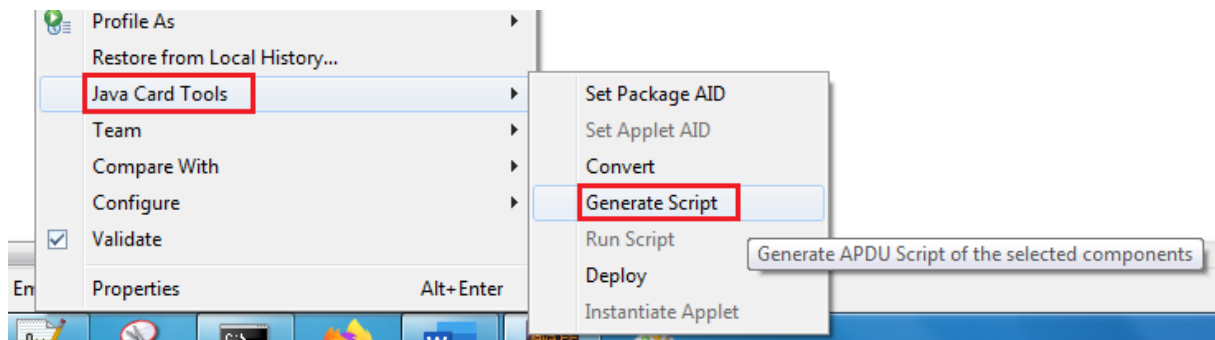 Profile As
Restore from Local History...
Java Card Tools
Team
Compare With
Configure
Validate
Properties Alt+Enter
Set Package AID
Set Applet AID
Convert
Generate Script
Run Script
Deploy
Instantiate Applet
Generate APDU Script of the selected components